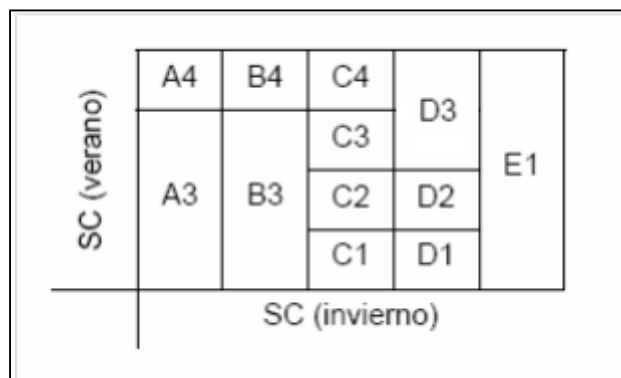 A4 B4 C4
D3
C3
E1
A3 B3 C2 D2
C1 D1
SC (verano)
SC (invierno)